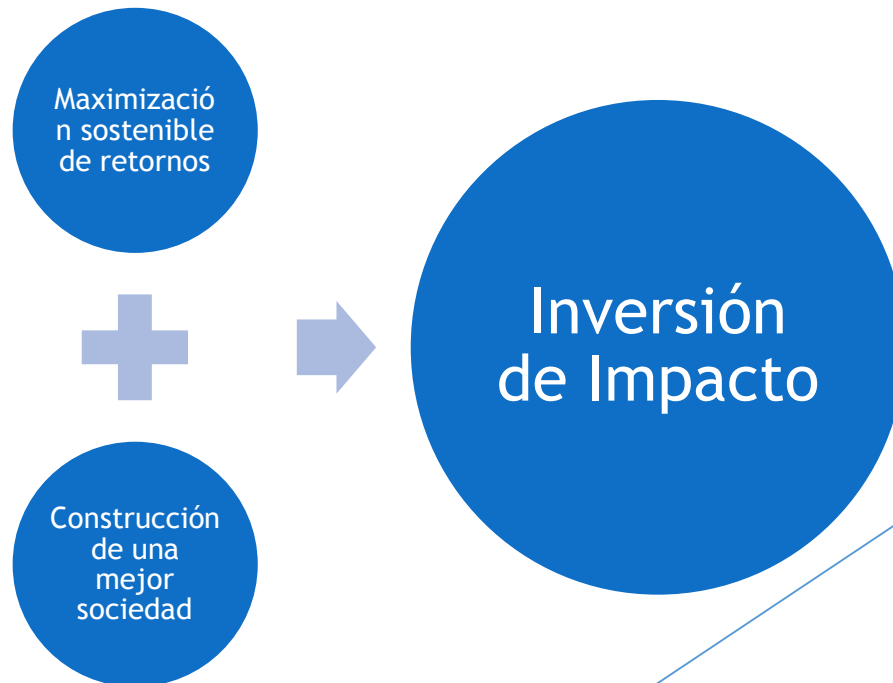 Maximizació
n sostenible
de retornos
Construcción
de una
mejor
sociedad
Inversión
de Impacto